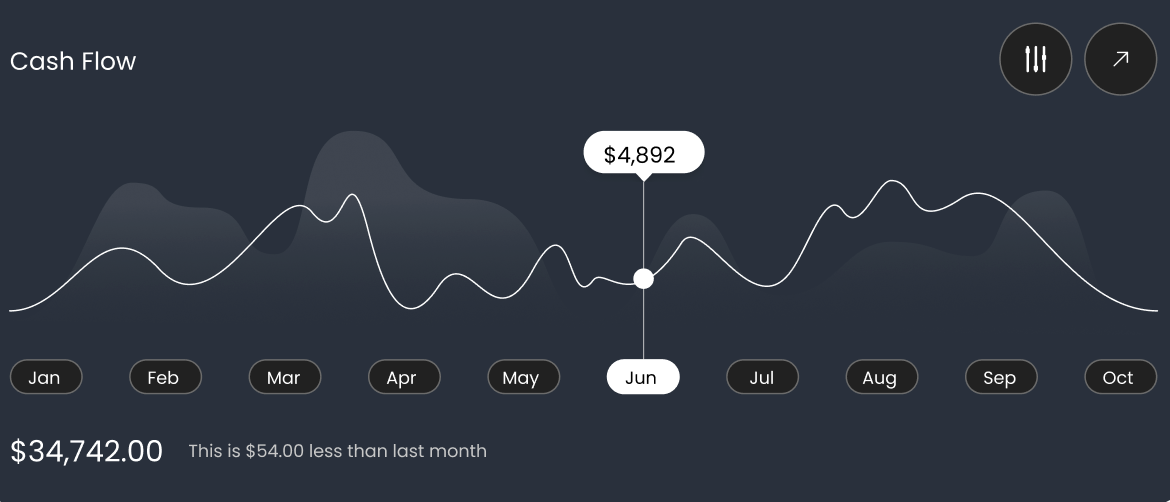 Cash Flow
$4,892
Jan Feb Mar Apr May Jun Jul Aug Sep Oct
$34,742.00 This is $54.00 less than last month